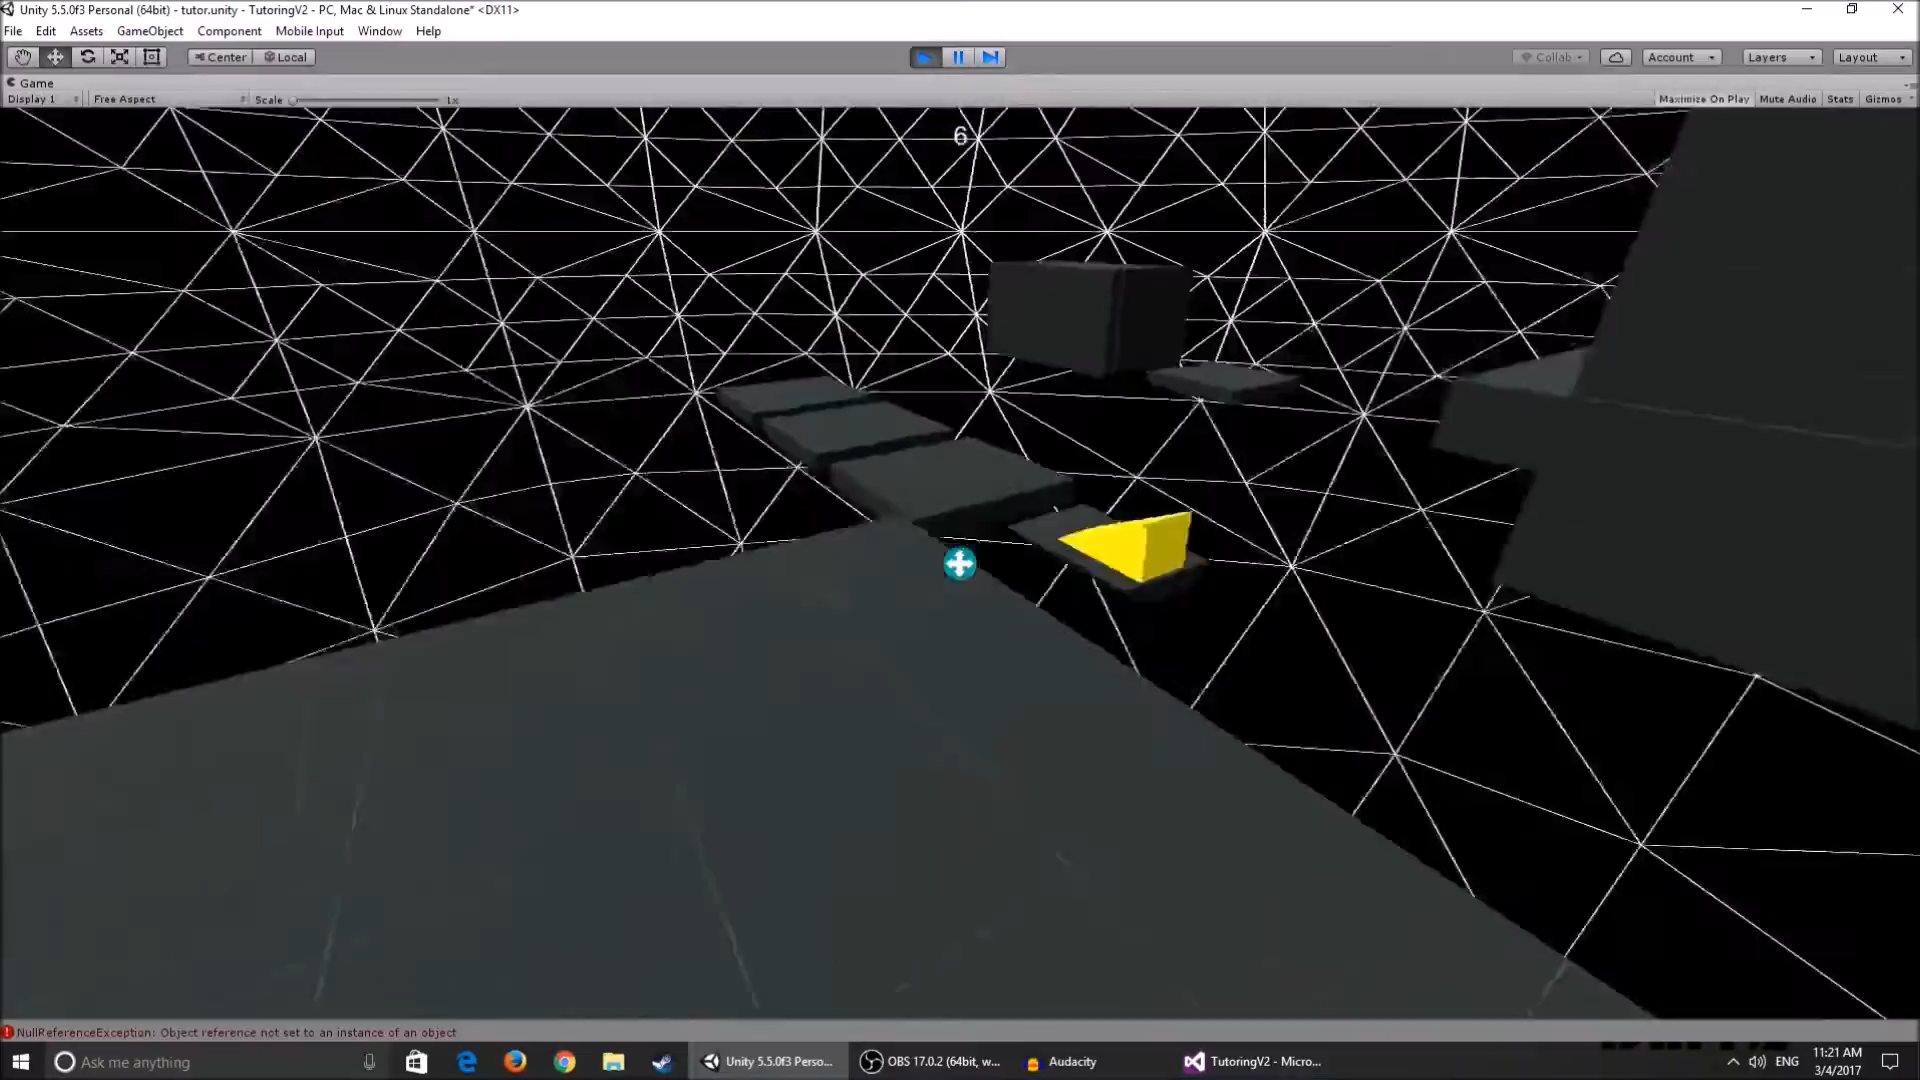 Unity 5.5.0f3 Personal (64bit) - tutor.unity - TutoringV2 - PC, Mac & Linux Standalone* <DX11>
File Edit Assets GameObject Component Mobile Input Window Help
Center Local Collab Account Layers Layout
Game
Display 1 Free Aspect Scale 1x Maximize On Play Mute Audio Stats Gizmos
6
NullReferenceException: Object reference not set to an instance of an object
Ask me anything Unity 5.5.0f3 Perso... OBS 17.0.2 (64bit, w... Audacity TutoringV2 - Micro... ENG 11:21 AM
3/4/2017